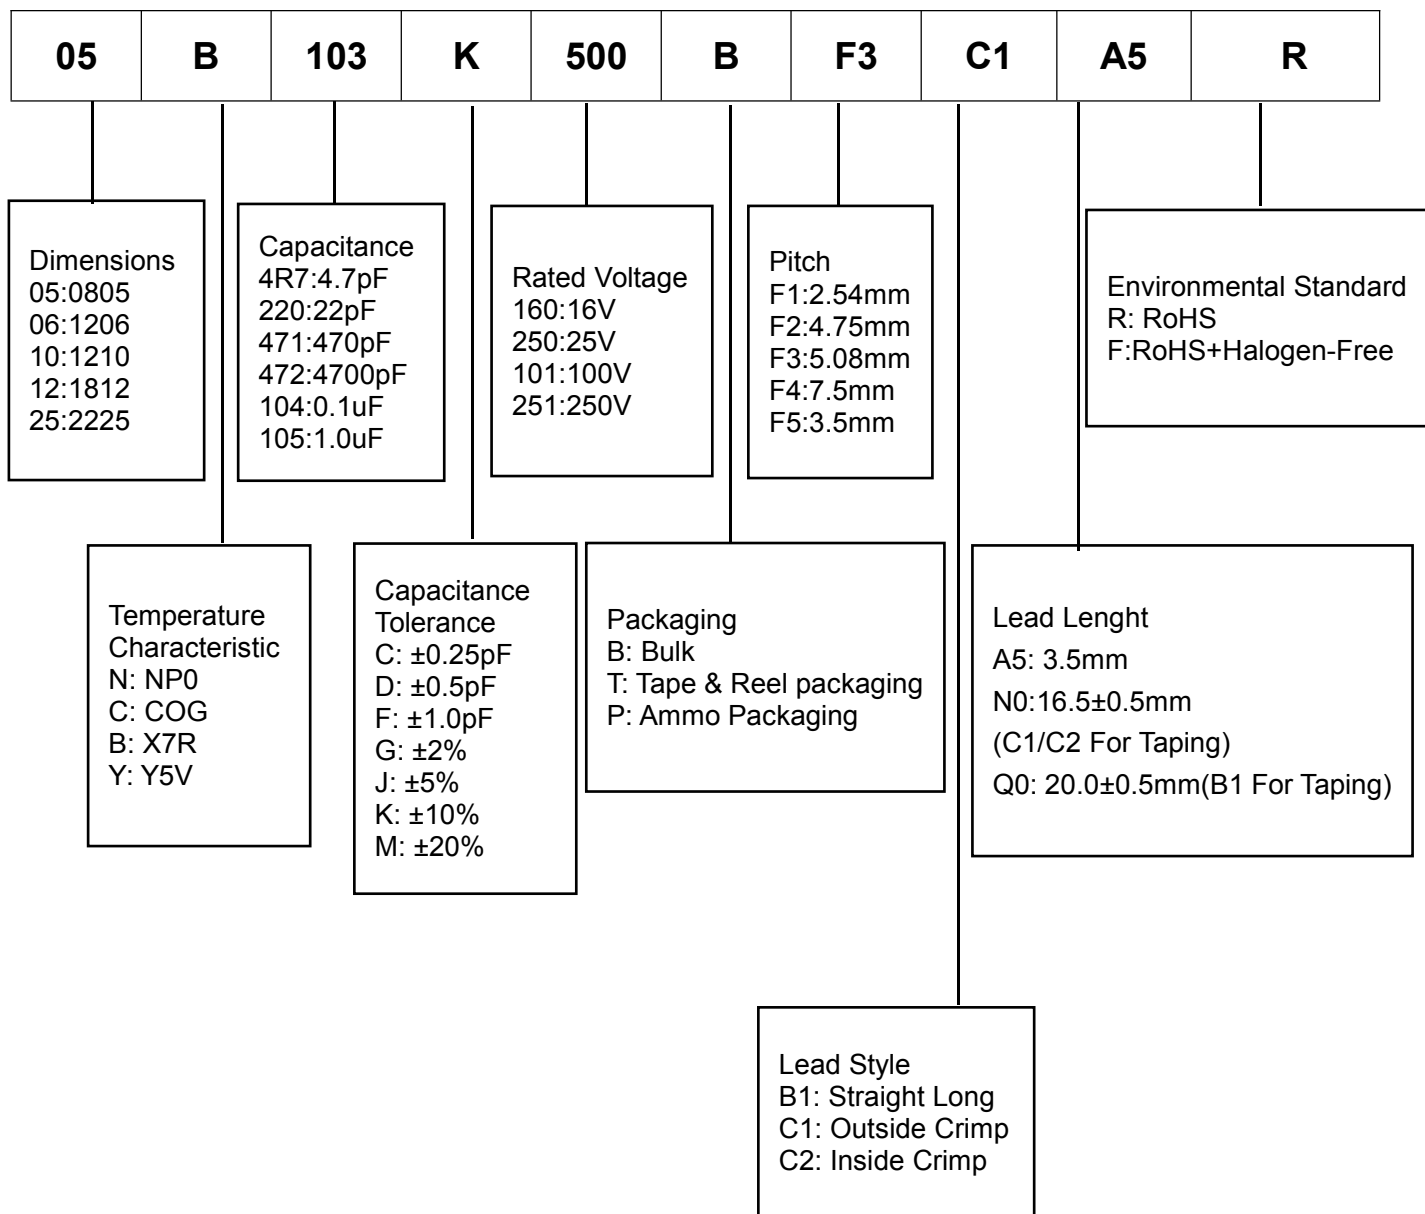 05 B 103 K 500 B F3 C1 A5 R
Dimensions
05:0805
06:1206
10:1210
12:1812
25:2225
Capacitance
4R7:4.7pF
220:22pF
471:470pF
472:4700pF
104:0.1uF
105:1.0uF
Rated Voltage
160:16V
250:25V
101:100V
251:250V
Pitch
F1:2.54mm
F2:4.75mm
F3:5.08mm
F4:7.5mm
F5:3.5mm
Environmental Standard
R: RoHS
F:RoHS+Halogen-Free
Temperature
Characteristic
N: NP0
C: COG
B: X7R
Y: Y5V
Capacitance
Tolerance
C: ±0.25pF
D: ±0.5pF
F: ±1.0pF
G: ±2%
J: ±5%
K: ±10%
M: ±20%
Packaging
B: Bulk
T: Tape & Reel packaging
P: Ammo Packaging
Lead Lenght
A5: 3.5mm
N0:16.5±0.5mm
(C1/C2 For Taping)
Q0: 20.0±0.5mm(B1 For Taping)
Lead Style
B1: Straight Long
C1: Outside Crimp
C2: Inside Crimp